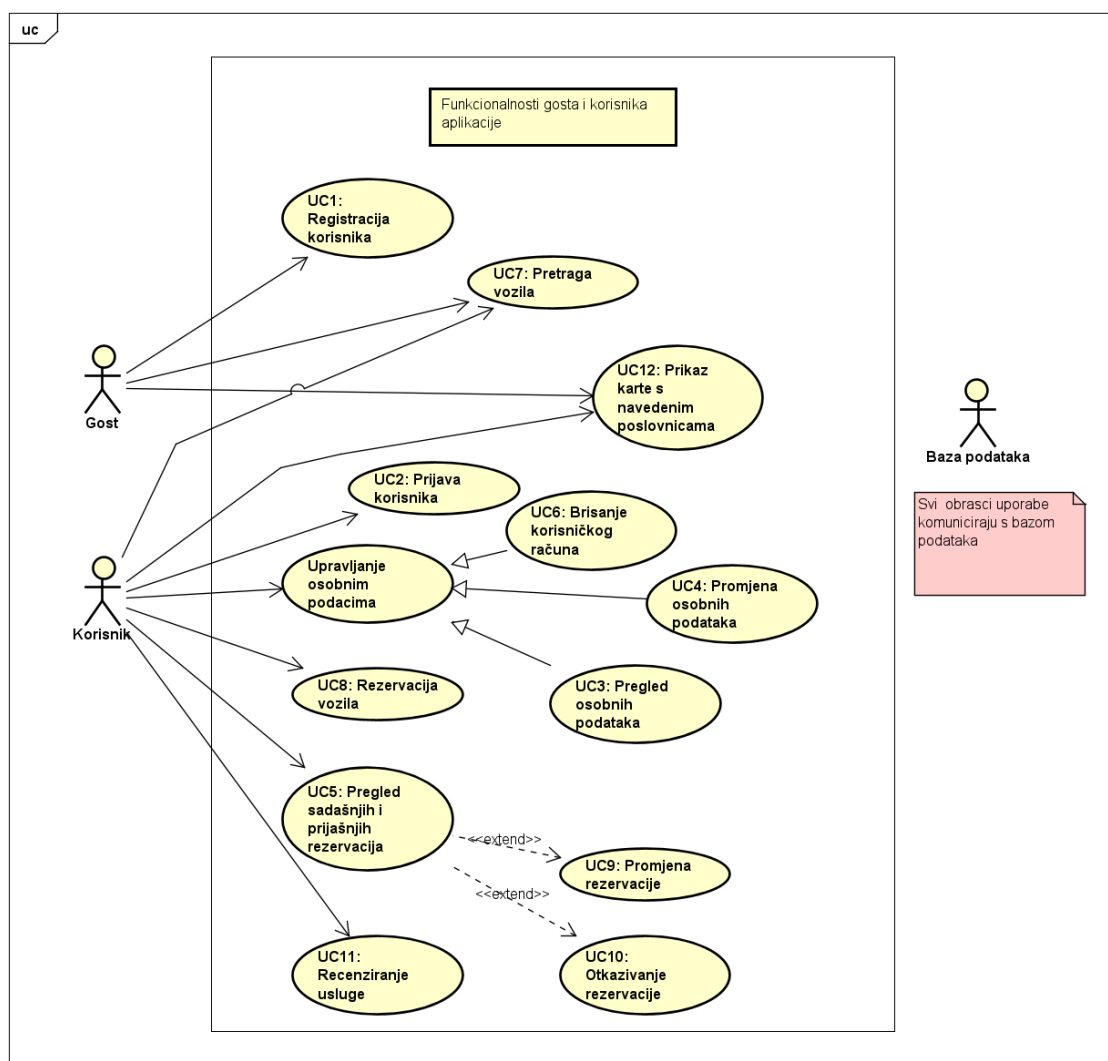 uc
Funkcionalnosti gosta i korisnika
aplikacije
UC1:
Registracija
korisnika
UC7: Pretraga
vozila
Gost
UC12: Prikaz
karte s
navedenim
poslovnicama
Baza podataka
Svi obrasci uporabe
komuniciraju s bazom
podataka
UC2: Prijava
korisnika
UC6: Brisanje
korisničkog
računa
Upravljanje
osobnim
podacima
UC4: Promjena
osobnih
podataka
Korisnik
UC8: Rezervacija
vozila
UC3: Pregled
osobnih
podataka
UC5: Pregled
sadašnjih i
prijašnjih
rezervacija
<<extend>>
UC9: Promjena
rezervacije
<<extend>>
UC11:
Recenziranje
usluge
UC10:
Otkazivanje
rezervacije